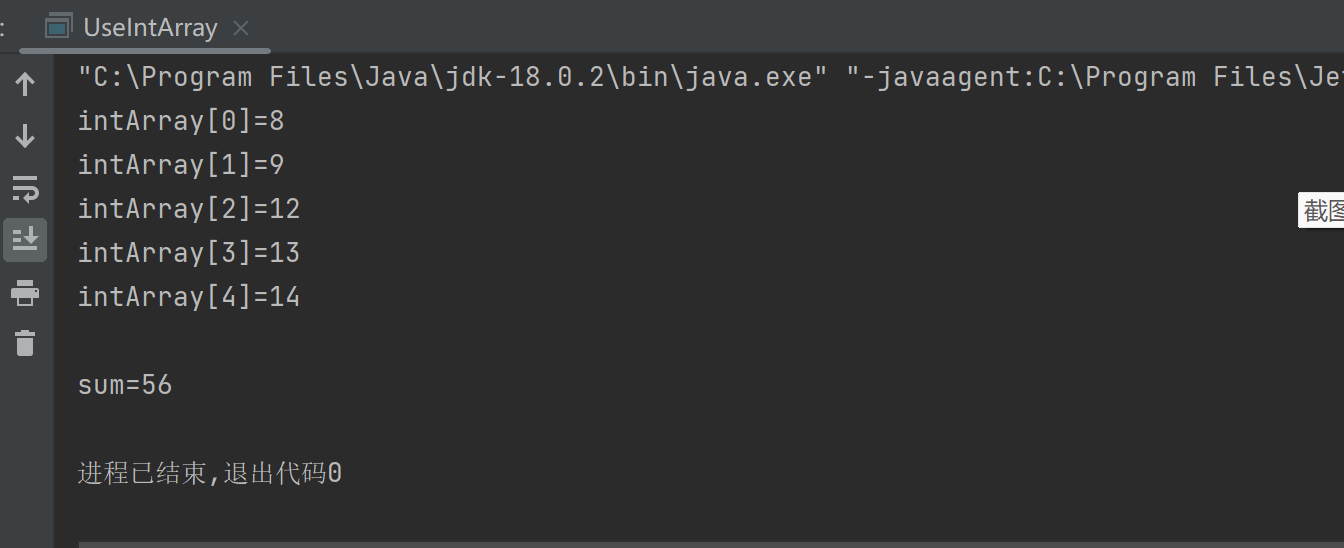 :
UseIntArray
"C:\Program Files\Java\jdk-18.0.2\bin\java.exe" "-javaagent:C:\Program Files\Je
intArray[0]=8
intArray[1]=9
intArray[2]=12
截图
intArray[3]=13
intArray[4]=14
sum=56
进程已结束,退出代码0